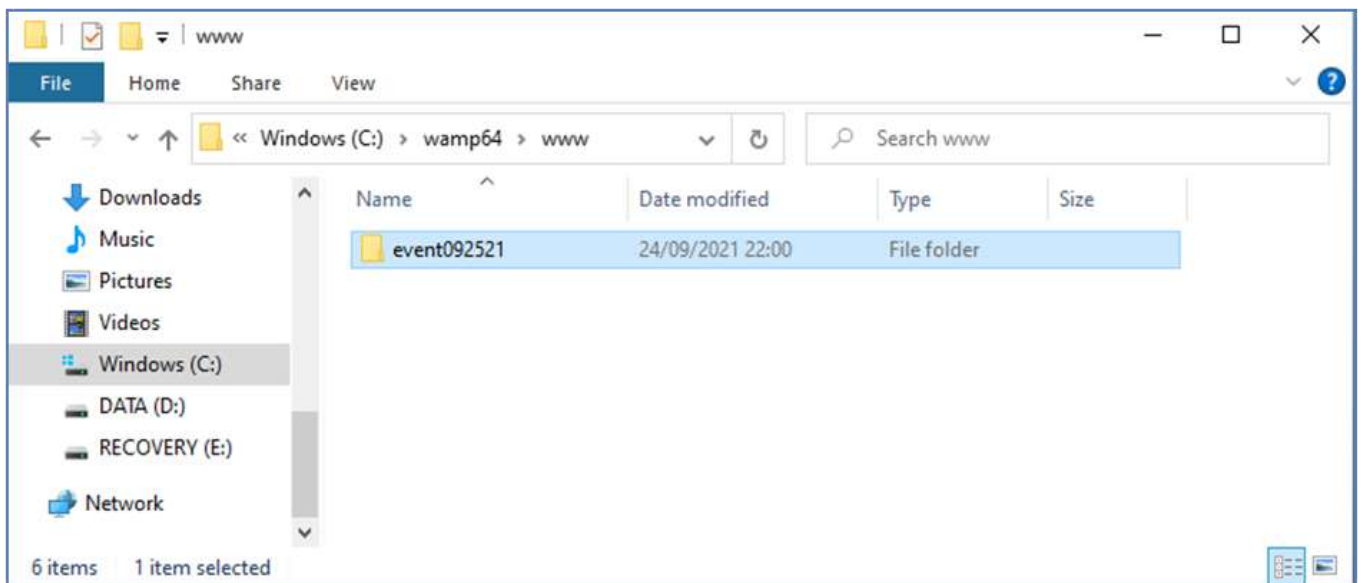 www
File Home Share View ?
« Windows (C:) › wamp64 › www Search www
Name Date modified Type Size
event092521 24/09/2021 22:00 File folder
Downloads
Music
Pictures
Videos
Windows (C:)
DATA (D:)
RECOVERY (E:)
Network
6 items 1 item selected